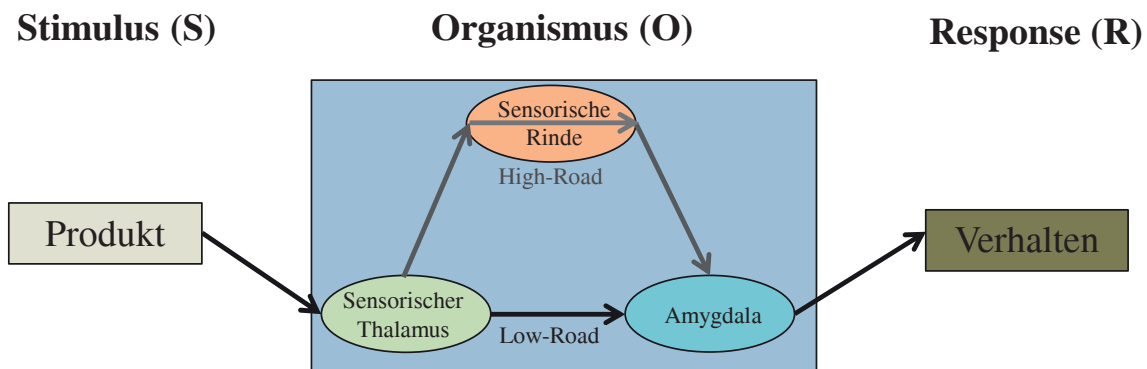 Stimulus (S)
Organismus (O)
Response (R)
Sensorische
Rinde
High-Road
Produkt
Verhalten
Sensorischer
Thalamus
Amygdala
Low-Road